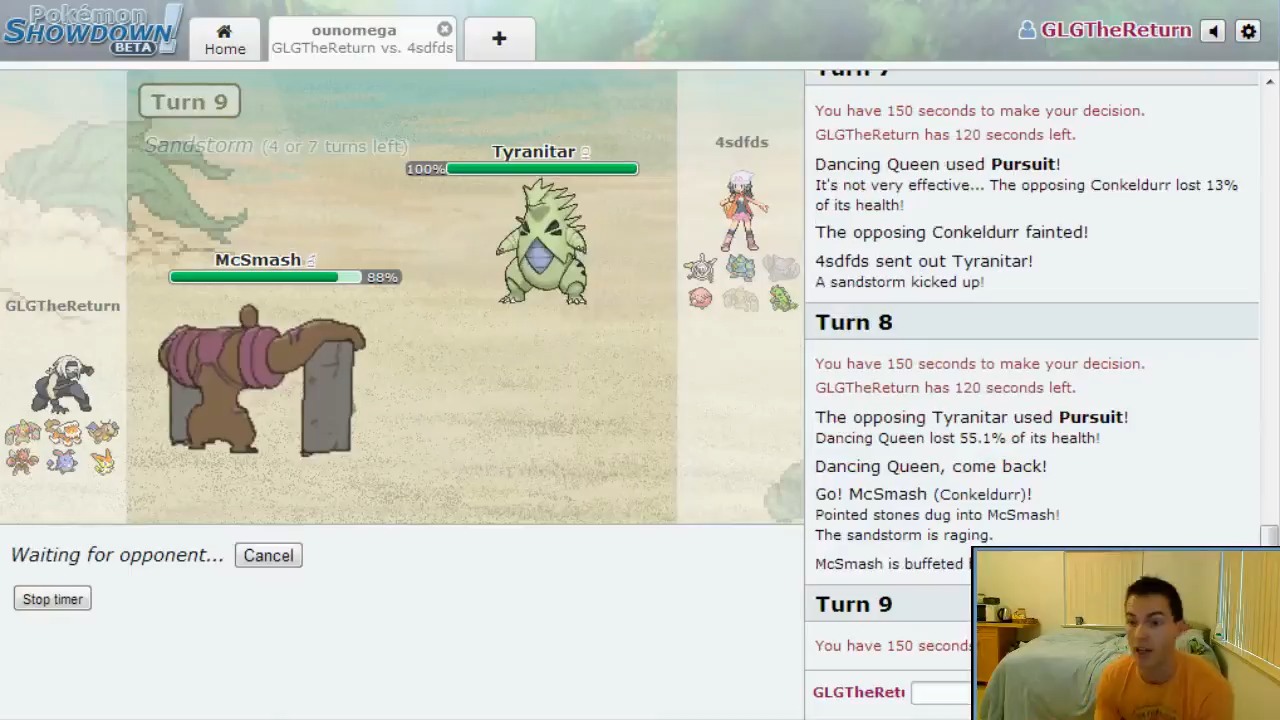 Pokémon
SHOWDOWN!
BETA
Home
ounomega
GLGTheReturn vs. 4sdfds
+
GLGTheReturn
Turn 9
Sandstorm (4 or 7 turns left)
Tyranitar
100%
4sdfds
McSmash
88%
GLGTheReturn
Waiting for opponent...
Cancel
Stop timer
Turn 7
You have 150 seconds to make your decision.
GLGTheReturn has 120 seconds left.
Dancing Queen used Pursuit!
It's not very effective... The opposing Conkeldurr lost 13%
of its health!
The opposing Conkeldurr fainted!
4sdfds sent out Tyranitar!
A sandstorm kicked up!
Turn 8
You have 150 seconds to make your decision.
GLGTheReturn has 120 seconds left.
The opposing Tyranitar used Pursuit!
Dancing Queen lost 55.1% of its health!
Dancing Queen, come back!
Go! McSmash (Conkeldurr)!
Pointed stones dug into McSmash!
The sandstorm is raging.
McSmash is buffeted
Turn 9
You have 150 seconds
GLGTheRetu